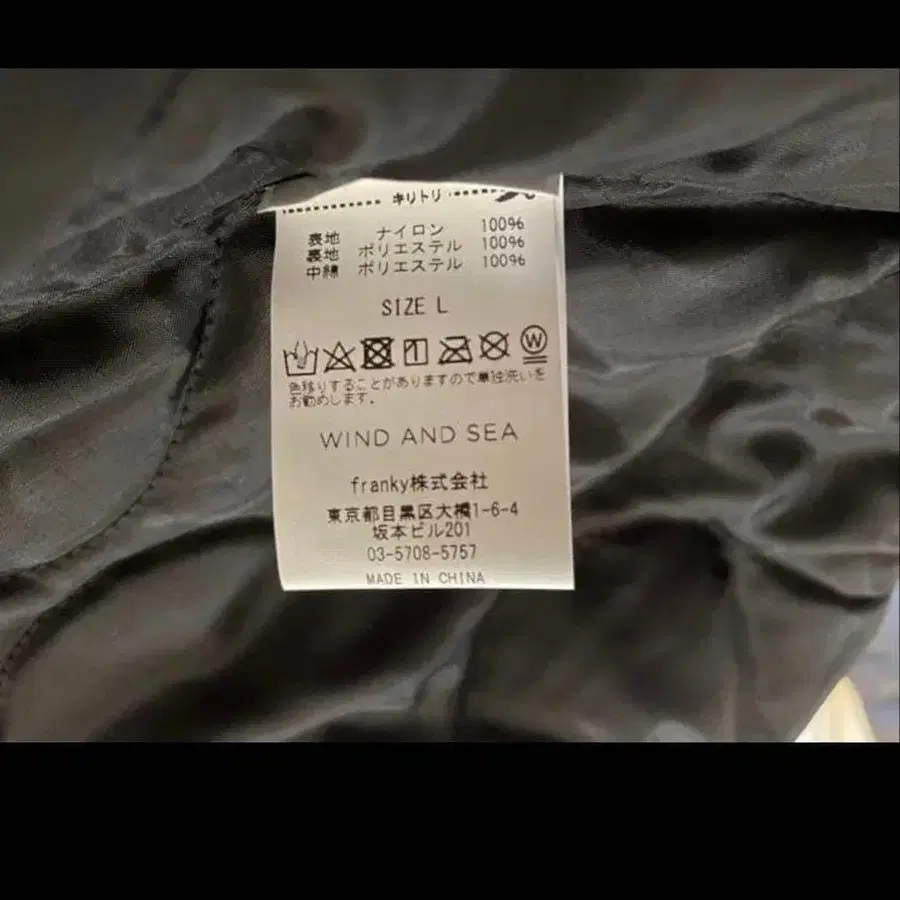 キリトリ
表地 ナイロン 100%
裏地 ポリエステル 100%
中綿 ポリエステル 100%
SIZE L
W
色移りすることがありますので単独洗いを
お勧めします。
WIND AND SEA
franky株式会社
東京都目黒区大橋1-6-4
坂本ビル201
03-5708-5757
MADE IN CHINA